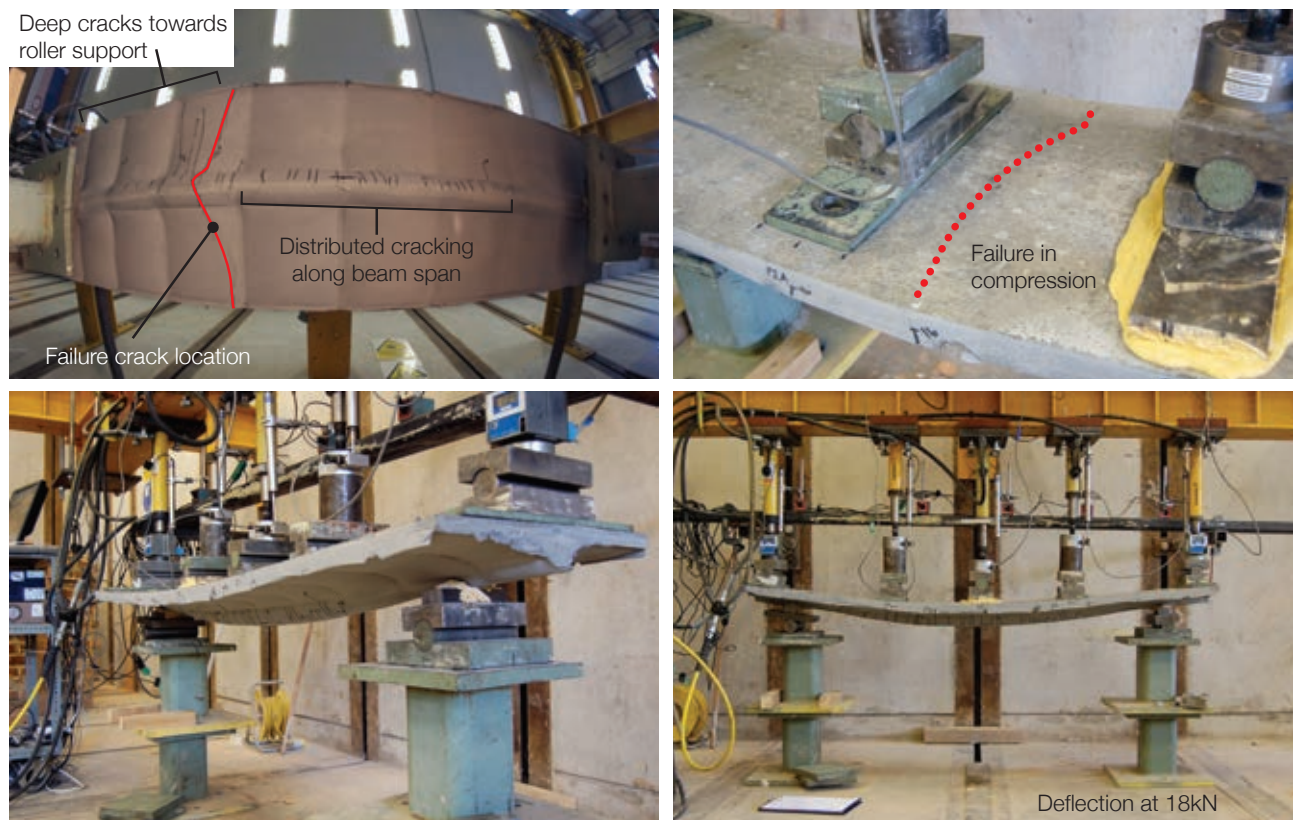 Deep cracks towards
roller support
Distributed cracking
along beam span
Failure crack location
Failure in
compression
Deflection at 18kN